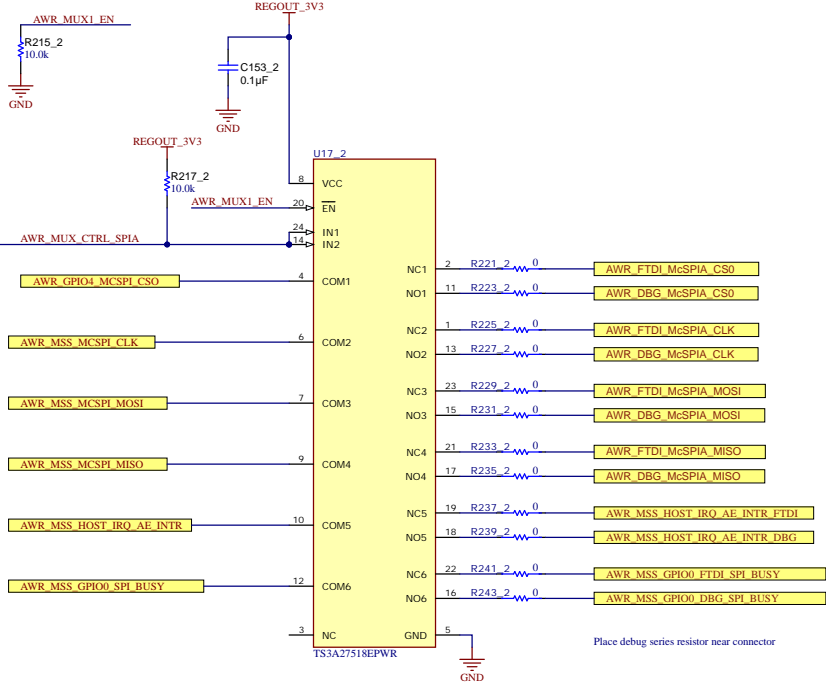 REGOUT_3V3
AWR_MUX1_EN
R215_2
10.0k
GND
C153_2
0.1µF
GND
REGOUT_3V3
R217_2
10.0k
U17_2
8 VCC
AWR_MUX1_EN 20 EN
24 IN1
AWR_MUX_CTRL_SPIA 14 IN2
AWR_GPIO4_MCSPI_CSO 4 COM1
NC1 2 R221_2 0 AWR_FTDI_McSPIA_CS0
NO1 11 R223_2 0 AWR_DBG_McSPIA_CS0
AWR_MSS_MCSPI_CLK 6 COM2
NC2 1 R225_2 0 AWR_FTDI_McSPIA_CLK
NO2 13 R227_2 0 AWR_DBG_McSPIA_CLK
AWR_MSS_MCSPI_MOSI 7 COM3
NC3 23 R229_2 0 AWR_FTDI_McSPIA_MOSI
NO3 15 R231_2 0 AWR_DBG_McSPIA_MOSI
AWR_MSS_MCSPI_MISO 9 COM4
NC4 21 R233_2 0 AWR_FTDI_McSPIA_MISO
NO4 17 R235_2 0 AWR_DBG_McSPIA_MISO
AWR_MSS_HOST_IRQ_AE_INTR 10 COM5
NC5 19 R237_2 0 AWR_MSS_HOST_IRQ_AE_INTR_FTDI
NO5 18 R239_2 0 AWR_MSS_HOST_IRQ_AE_INTR_DBG
AWR_MSS_GPIO0_SPI_BUSY 12 COM6
NC6 22 R241_2 0 AWR_MSS_GPIO0_FTDI_SPI_BUSY
NO6 16 R243_2 0 AWR_MSS_GPIO0_DBG_SPI_BUSY
3 NC
GND 5
TS3A27518EPWR
GND
Place debug series resistor near connector